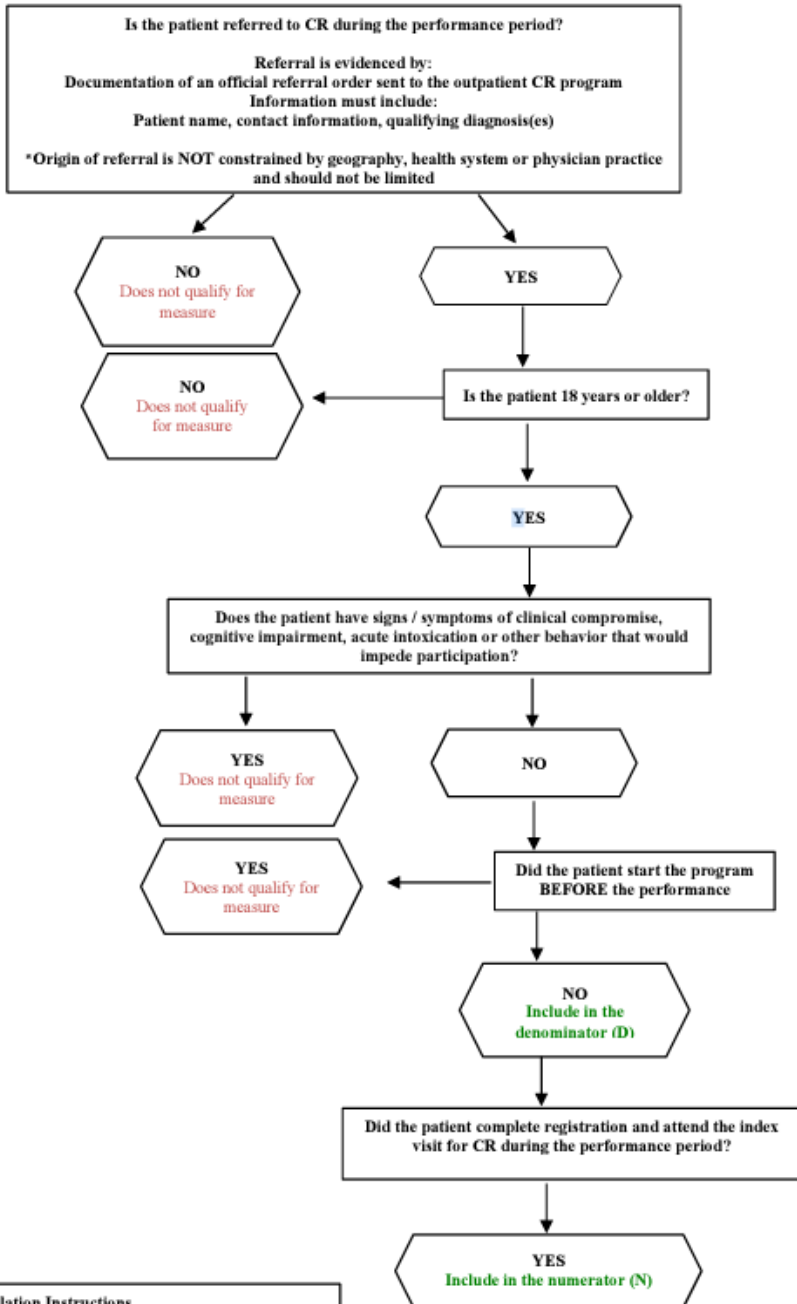 Is the patient referred to CR during the performance period?
Referral is evidenced by:
Documentation of an official referral order sent to the outpatient CR program
Information must include:
Patient name, contact information, qualifying diagnosis(es)
*Origin of referral is NOT constrained by geography, health system or physician practice
and should not be limited
NO
Does not qualify for
measure
YES
NO
Does not qualify
for measure
Is the patient 18 years or older?
YES
Does the patient have signs / symptoms of clinical compromise,
cognitive impairment, acute intoxication or other behavior that would
impede participation?
YES
Does not qualify for
measure
NO
YES
Does not qualify for
measure
Did the patient start the program
BEFORE the performance
NO
Include in the
denominator (D)
Did the patient complete registration and attend the index
visit for CR during the performance period?
YES
Include in the numerator (N)
Instructions